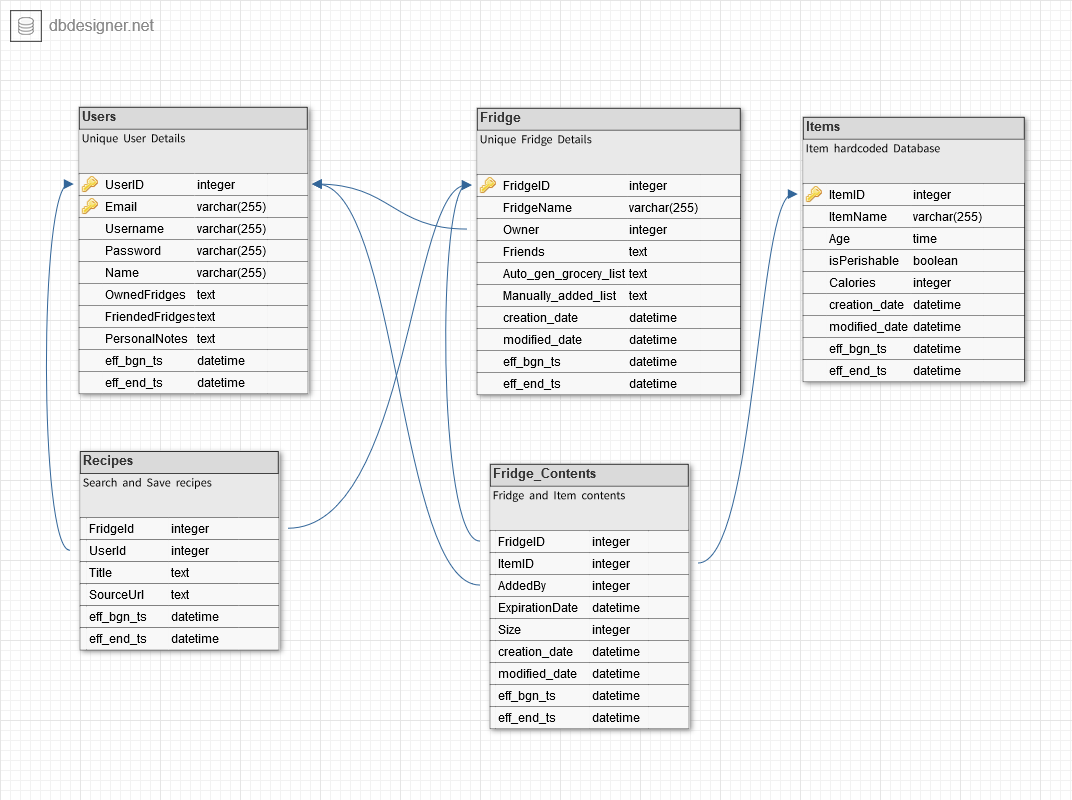 dbdesigner.net
Users
Unique User Details
UserID integer
Email varchar(255)
Username varchar(255)
Password varchar(255)
Name varchar(255)
OwnedFridges text
FriendedFridges text
PersonalNotes text
eff_bgn_ts datetime
eff_end_ts datetime
Fridge
Unique Fridge Details
FridgeID integer
FridgeName varchar(255)
Owner integer
Friends text
Auto_gen_grocery_list text
Manually_added_list text
creation_date datetime
modified_date datetime
eff_bgn_ts datetime
eff_end_ts datetime
Items
Item hardcoded Database
ItemID integer
ItemName varchar(255)
Age time
isPerishable boolean
Calories integer
creation_date datetime
modified_date datetime
eff_bgn_ts datetime
eff_end_ts datetime
Recipes
Search and Save recipes
FridgeId integer
UserId integer
Title text
SourceUrl text
eff_bgn_ts datetime
eff_end_ts datetime
Fridge_Contents
Fridge and Item contents
FridgeID integer
ItemID integer
AddedBy integer
ExpirationDate datetime
Size integer
creation_date datetime
modified_date datetime
eff_bgn_ts datetime
eff_end_ts datetime